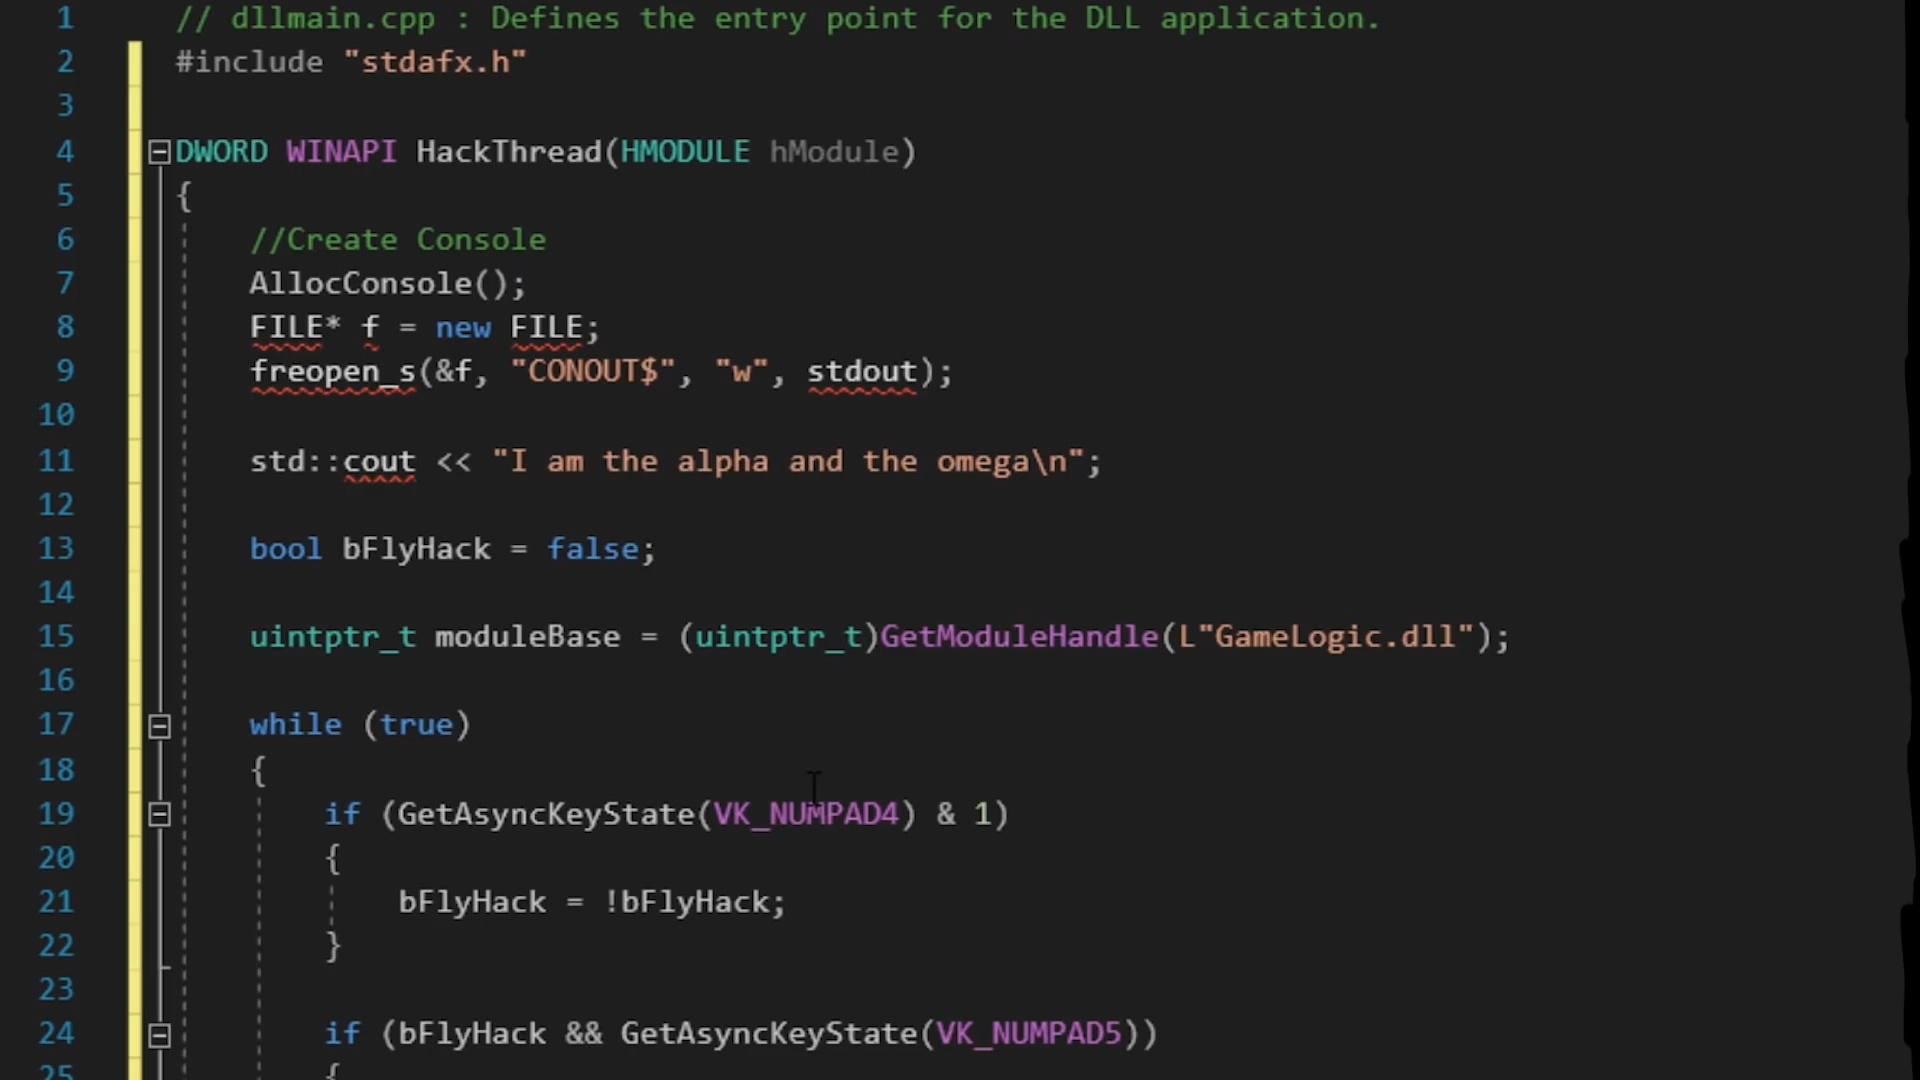 1 // dllmain.cpp : Defines the entry point for the DLL application.
2 #include "stdafx.h"
3
4 DWORD WINAPI HackThread(HMODULE hModule)
5 {
6 //Create Console
7 AllocConsole();
8 FILE* f = new FILE;
9 freopen_s(&f, "CONOUT$", "w", stdout);
10
11 std::cout << "I am the alpha and the omega\n";
12
13 bool bFlyHack = false;
14
15 uintptr_t moduleBase = (uintptr_t)GetModuleHandle(L"GameLogic.dll");
16
17 while (true)
18 {
19 if (GetAsyncKeyState(VK_NUMPAD4) & 1)
20 {
21 bFlyHack = !bFlyHack;
22 }
23
24 if (bFlyHack && GetAsyncKeyState(VK_NUMPAD5))
25 {